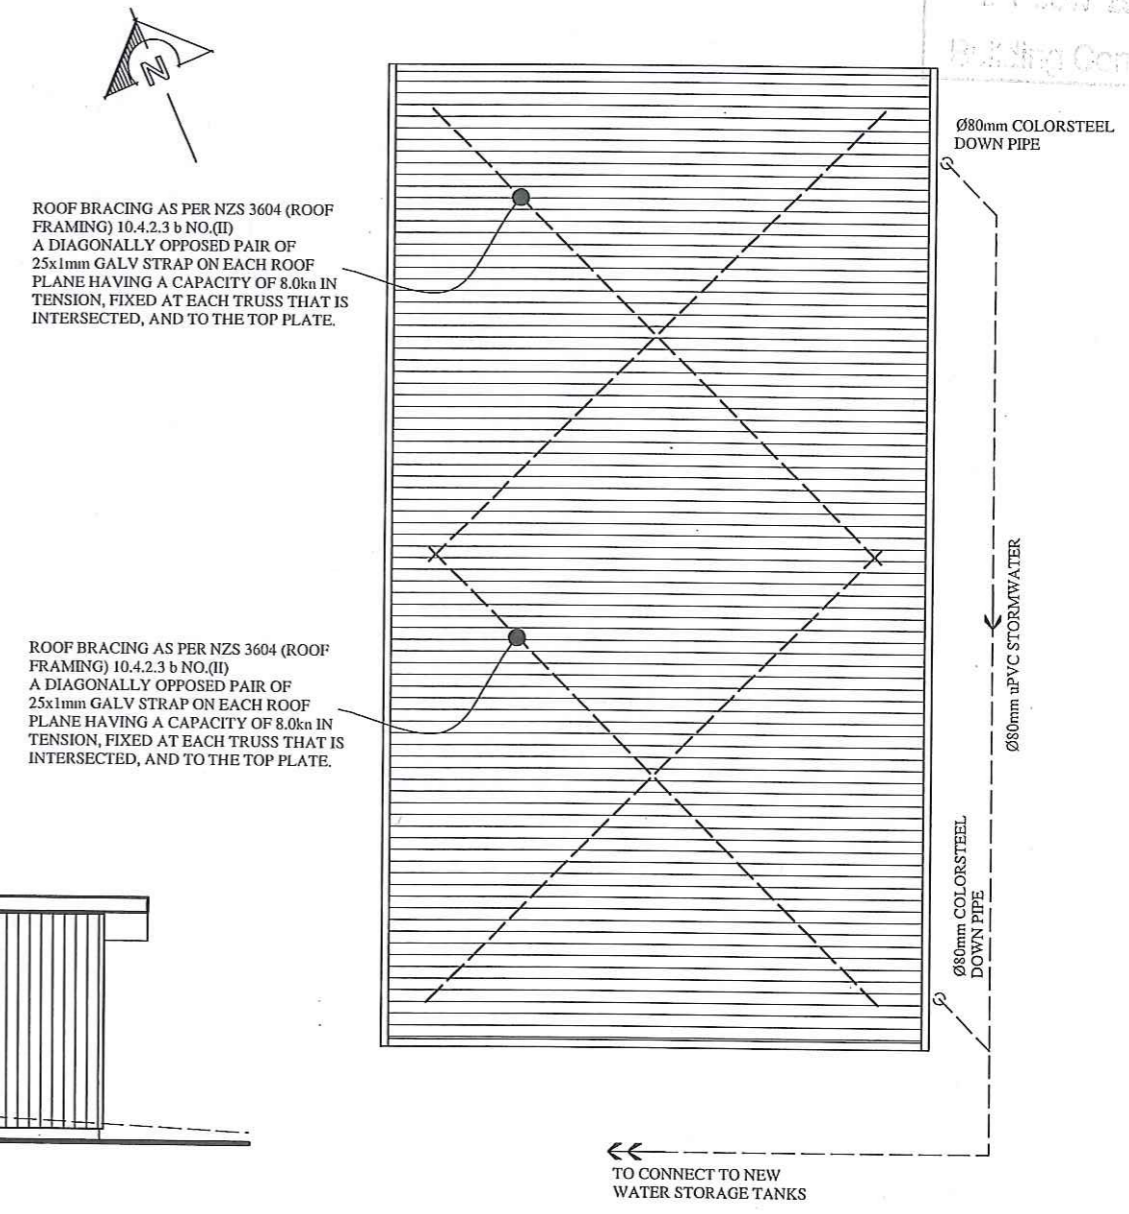 N
Ø80mm COLORSTEEL
DOWN PIPE
ROOF BRACING AS PER NZS 3604 (ROOF
FRAMING) 10.4.2.3 b NO.(II)
A DIAGONALLY OPPOSED PAIR OF
25x1mm GALV STRAP ON EACH ROOF
PLANE HAVING A CAPACITY OF 8.0kn IN
TENSION, FIXED AT EACH TRUSS THAT IS
INTERSECTED, AND TO THE TOP PLATE.
Ø80mm uPVC STORMWATER
ROOF BRACING AS PER NZS 3604 (ROOF
FRAMING) 10.4.2.3 b NO.(II)
A DIAGONALLY OPPOSED PAIR OF
25x1mm GALV STRAP ON EACH ROOF
PLANE HAVING A CAPACITY OF 8.0kn IN
TENSION, FIXED AT EACH TRUSS THAT IS
INTERSECTED, AND TO THE TOP PLATE.
Ø80mm COLORSTEEL
DOWN PIPE
TO CONNECT TO NEW
WATER STORAGE TANKS